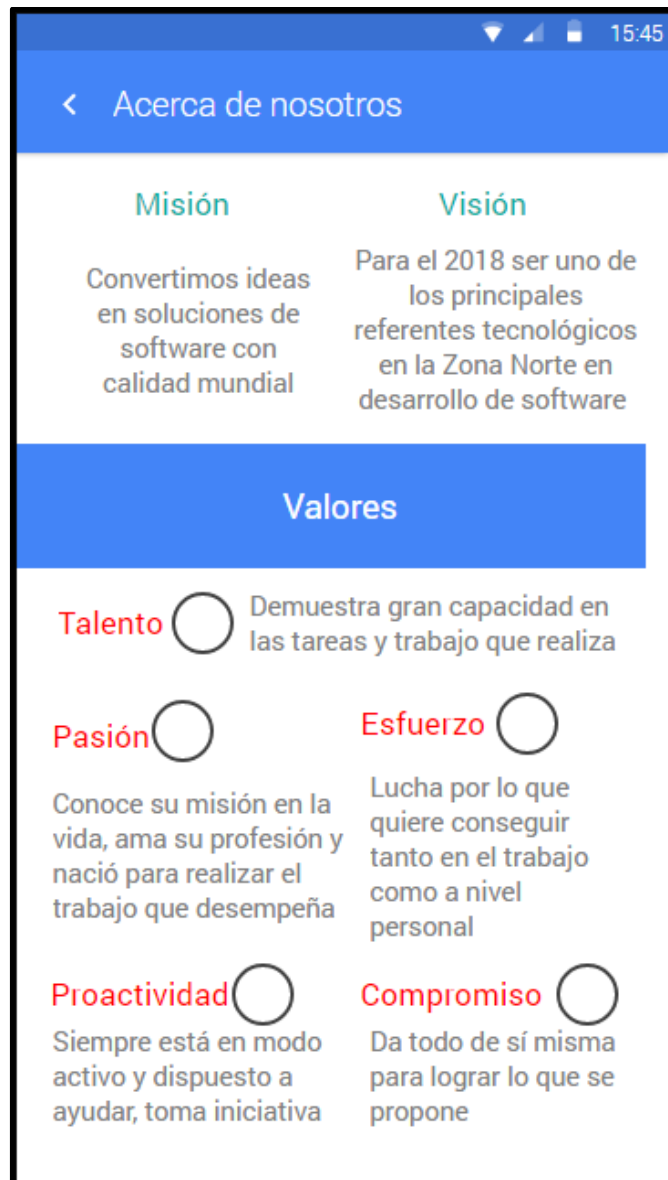 15:45
Acerca de nosotros
Misión
Convertimos ideas
en soluciones de
software con
calidad mundial
Visión
Para el 2018 ser uno de
los principales
referentes tecnológicos
en la Zona Norte en
desarrollo de software
Valores
Talento
Demuestra gran capacidad en
las tareas y trabajo que realiza
Pasión
Conoce su misión en la
vida, ama su profesión y
nació para realizar el
trabajo que desempeña
Esfuerzo
Lucha por lo que
quiere conseguir
tanto en el trabajo
como a nivel
personal
Proactividad
Siempre está en modo
activo y dispuesto a
ayudar, toma iniciativa
Compromiso
Da todo de sí misma
para lograr lo que se
propone